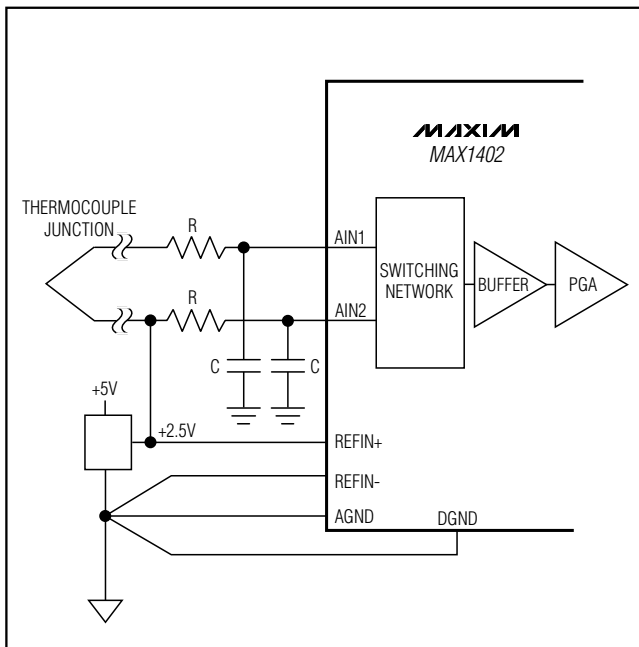 MAXIM
MAX1402
THERMOCOUPLE
JUNCTION
R
AIN1
SWITCHING
NETWORK
BUFFER
PGA
R
AIN2
C
C
+5V
+2.5V
REFIN+
REFIN-
AGND
DGND